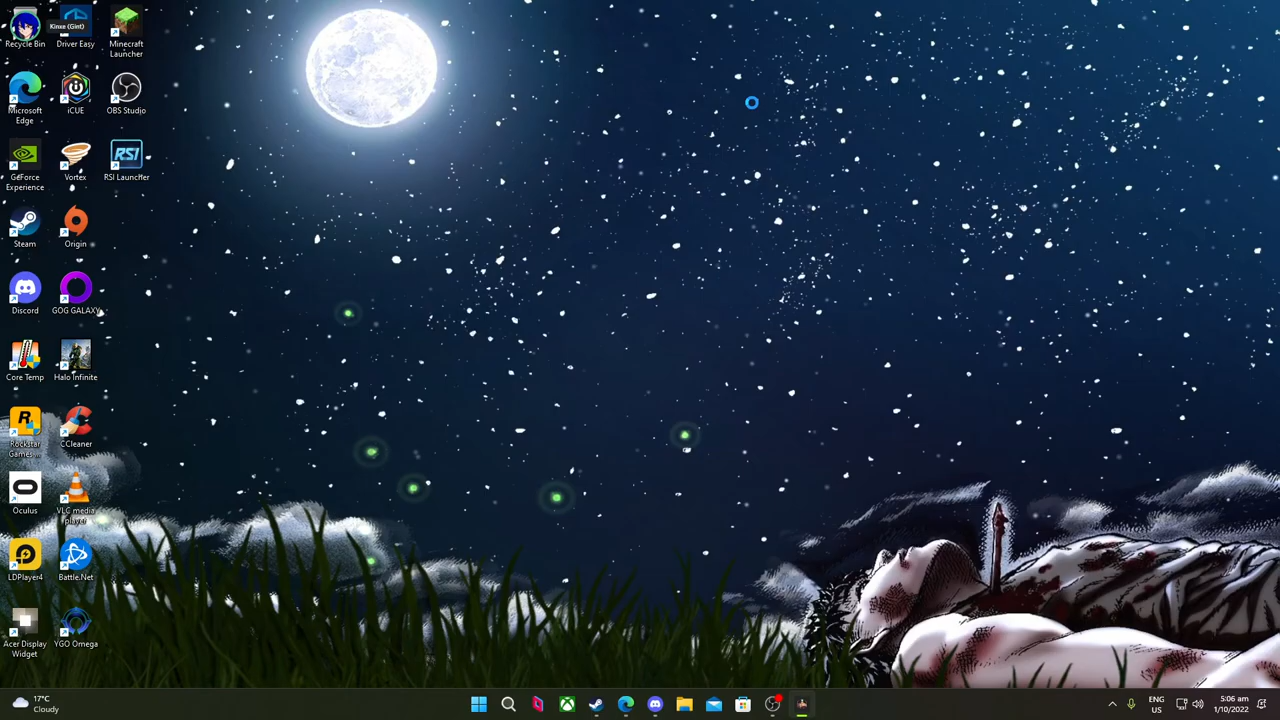 Recycle Bin
Kinxe (Gint)
Driver Easy
Minecraft
Launcher
Microsoft
Edge
iCUE
OBS Studio
GeForce
Experience
Vortex
RSI
RSI Launcher
Steam
Origin
Discord
GOG GALAXY
Core Temp
Halo Infinite
R
Rockstar
Games...
CCleaner
Oculus
VLC media
player
LDPlayer4
Battle.Net
Acer Display
Widget
YGO Omega
17°C
Cloudy
ENG
US
5:06 am
1/10/2022